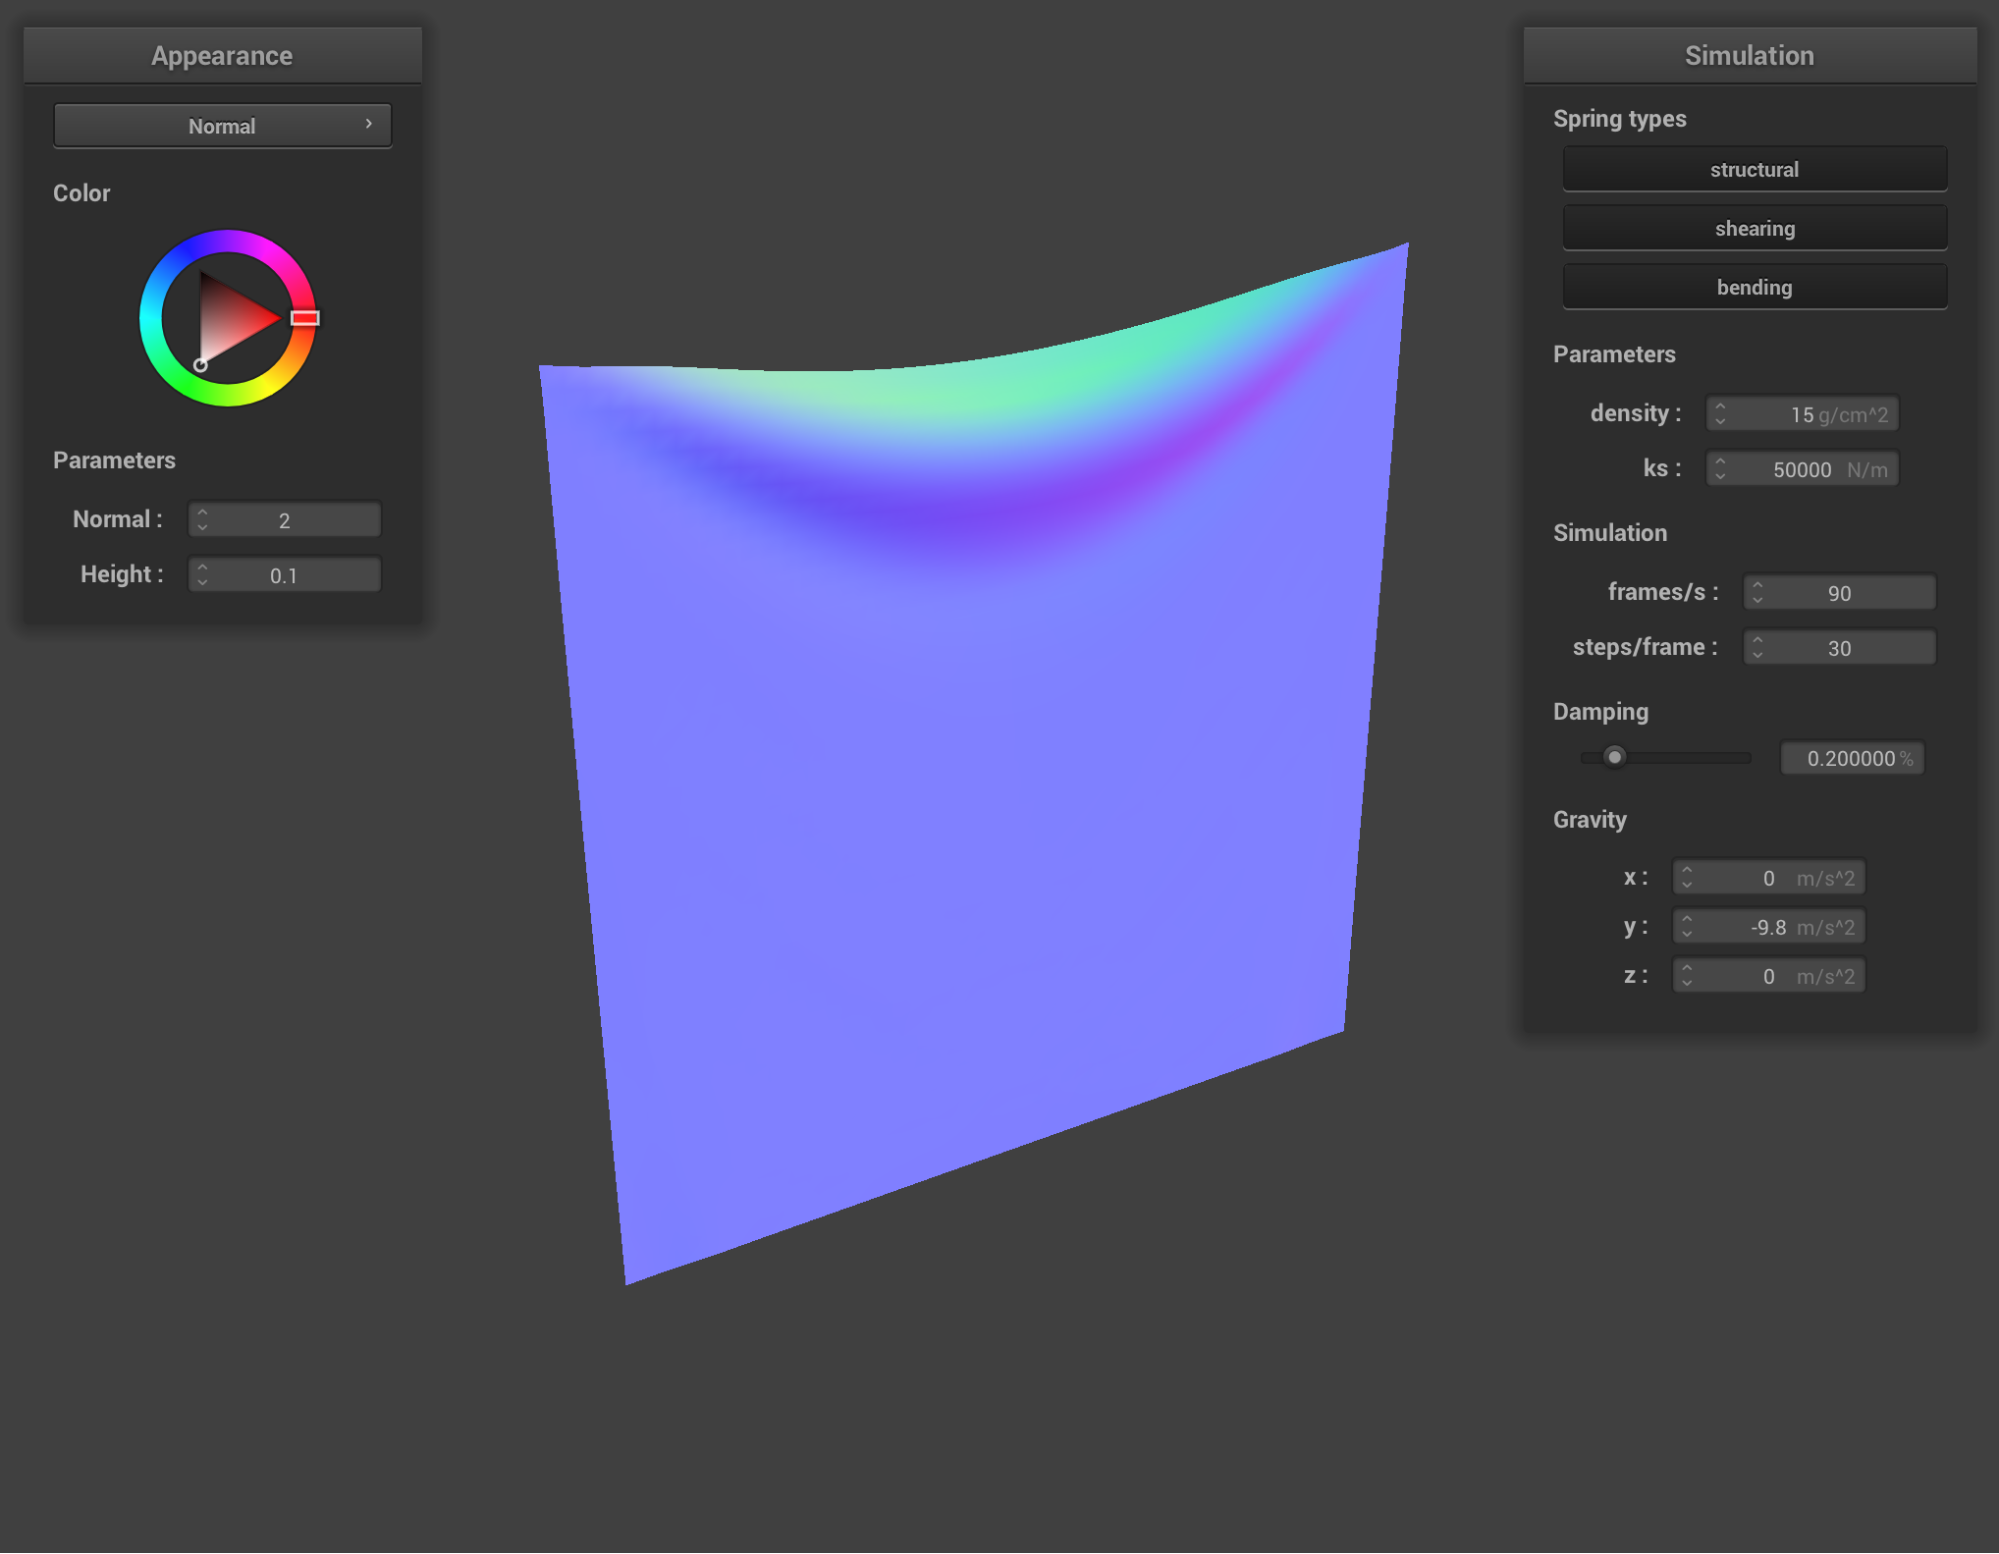 Appearance
Normal
Color
Parameters
Normal : 2
Height : 0.1
Simulation
Spring types
structural
shearing
bending
Parameters
density : 15 g/cm^2
ks : 50000 N/m
Simulation
frames/s : 90
steps/frame : 30
Damping
0.200000 %
Gravity
x : 0 m/s^2
y : -9.8 m/s^2
z : 0 m/s^2